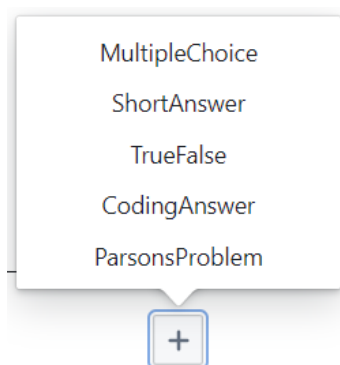 MultipleChoice
ShortAnswer
TrueFalse
CodingAnswer
ParsonsProblem
+